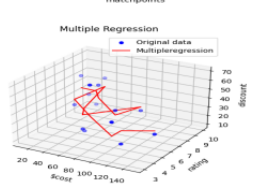 matchpoints
Multiple Regression
Original data
Multipleregression
70
60
50
40
30
20
10
discount
20 40 60 80 100 120 140
$cost
3 4 5 6 7 8 9 10
rating